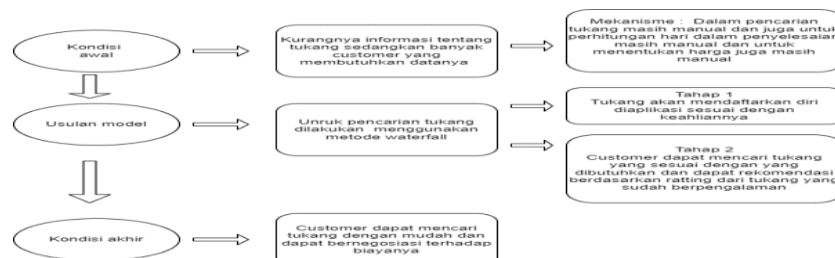 Kondisi
awal
Kurangnya informasi tentang
tukang sedangkan banyak
customer yang
membutuhkan datanya
Mekanisme : Dalam pencarian
tukang masih manual dan juga untuk
perhitungan hari dalam penyelesaian
masih manual dan untuk
menentukan harga juga masih
manual
Usulan model
Unruk pencarian tukang
dilakukan menggunakan
metode waterfall
Tahap 1
Tukang akan mendaftarkan diri
diaplikasi sesuai dengan
keahliannya
Tahap 2
Customer dapat mencari tukang
yang sesuai dengan yang
dibutuhkan dan dapat rekomendasi
berdasarkan ratting dari tukang yang
sudah berpengalaman
Kondisi akhir
Customer dapat mencari
tukang dengan mudah dan
dapat bernegosiasi terhadap
biayanya